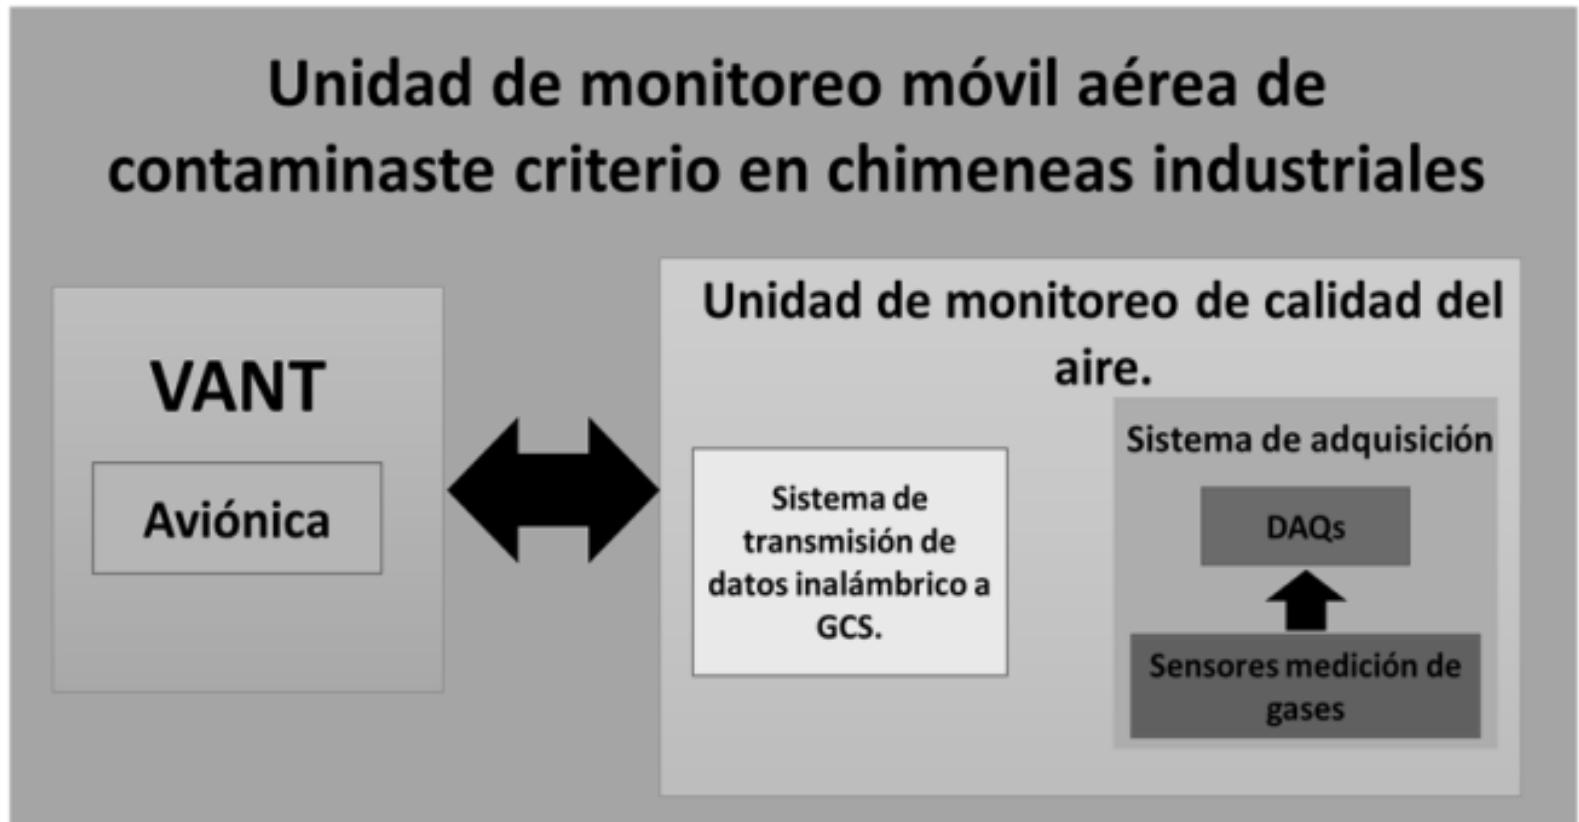 Unidad de monitoreo móvil aérea de
contaminaste criterio en chimeneas industriales
VANT
Aviónica
Unidad de monitoreo de calidad del
aire.
Sistema de
transmisión de
datos inalámbrico a
GCS.
Sistema de adquisición
DAQs
Sensores medición de
gases